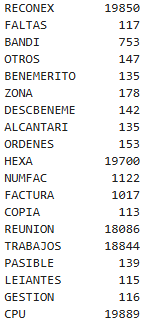 RECONEX 19850
FALTAS 117
BANDI 753
OTROS 147
BENEMERITO 135
ZONA 178
DESCBENEME 142
ALCANTARI 135
ORDENES 153
HEXA 19700
NUMFAC 1122
FACTURA 1017
COPIA 113
REUNION 18086
TRABAJOS 18844
PASIBLE 139
LEIANTES 115
GESTION 116
CPU 19889